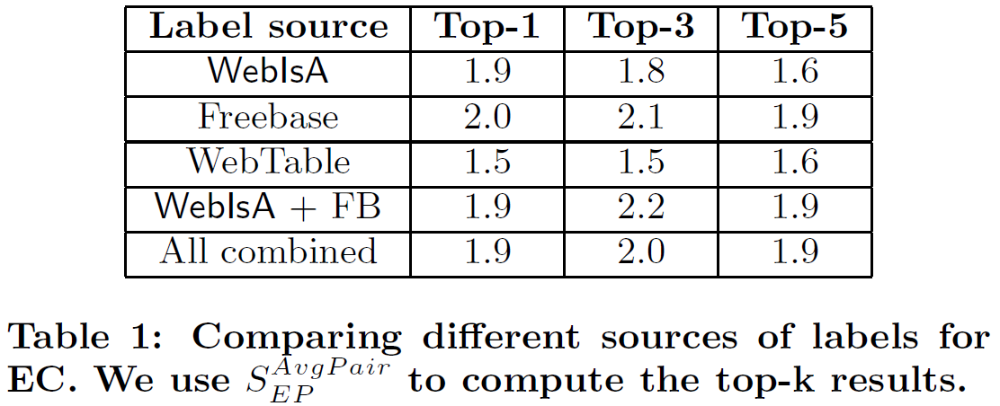 Label source Top-1 Top-3 Top-5
WebIsA 1.9 1.8 1.6
Freebase 2.0 2.1 1.9
WebTable 1.5 1.5 1.6
WebIsA + FB 1.9 2.2 1.9
All combined 1.9 2.0 1.9
Table 1: Comparing different sources of labels for
EC. We use $S_{EP}^{AvgPair}$ to compute the top-k results.